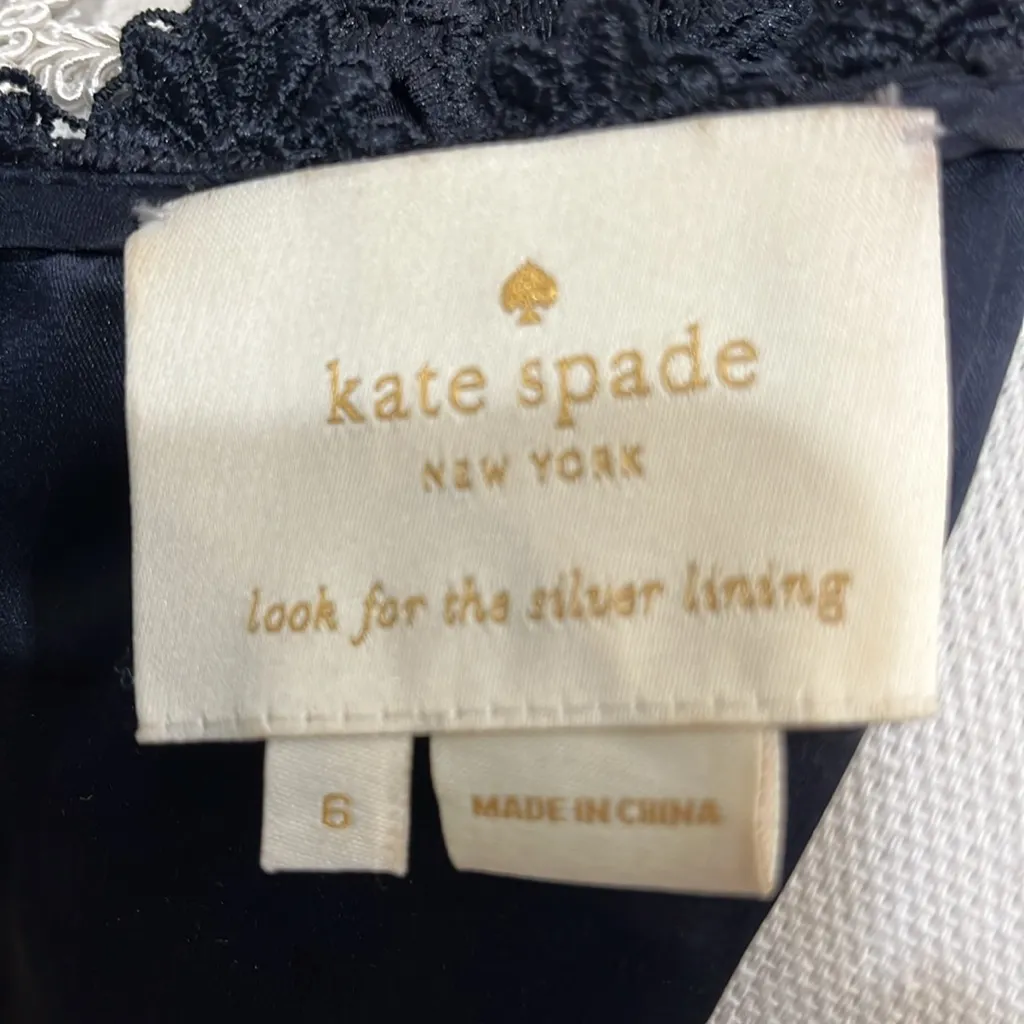 kate spade
NEW YORK
look for the silver lining
6
MADE IN CHINA